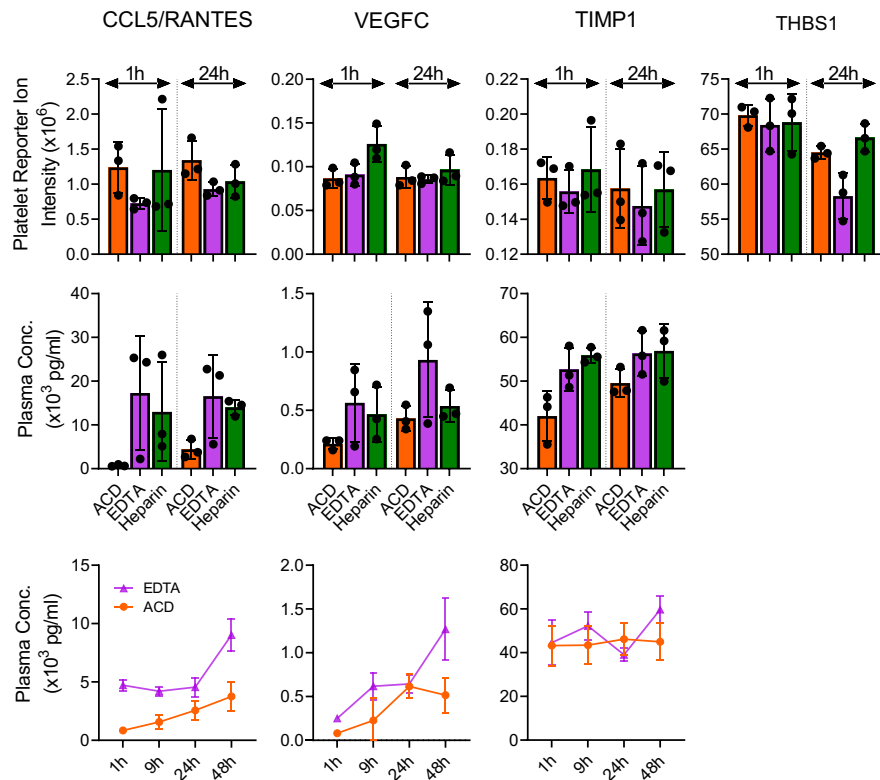 CCL5/RANTES VEGFC TIMP1 THBS1
1h 24h 1h 24h 1h 24h 1h 24h
Platelet Reporter Ion
Intensity (x10⁶)
2.5 0.20 0.22 75
2.0 0.15 0.20 70
1.5 0.10 0.18 65
1.0 0.05 0.16 60
0.5 0.00 0.14 55
0.0 0.12 50
Plasma Conc.
(x10³ pg/ml)
40 1.5 70
30 1.0 60
20 0.5 50
10 0.0 40
0 30
ACD EDTA Heparin ACD EDTA Heparin ACD EDTA Heparin ACD EDTA Heparin ACD EDTA Heparin ACD EDTA Heparin
Plasma Conc.
(x10³ pg/ml)
15 2.0 80
10 1.5 60
5 1.0 40
0 0.5 20
0.0 0
EDTA
ACD
1h 9h 24h 48h 1h 9h 24h 48h 1h 9h 24h 48h